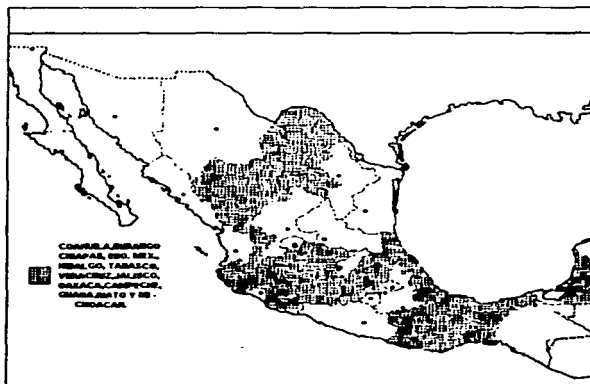 COAHUILA, DURANGO
CHIAPAS, EDO. MEX.,
HIDALGO, TABASCO,
VERACRUZ, JALISCO,
OAXACA, CAMPECHE,
GUANAJUATO Y MI -
CHOACAN.